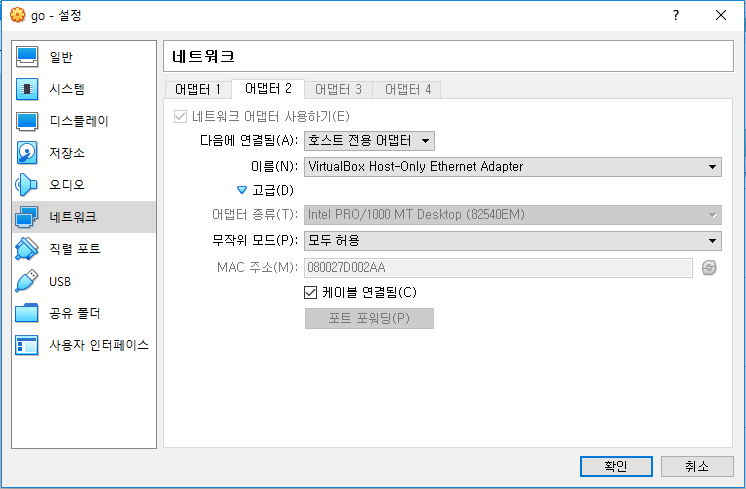 go - 설정
?
일반
시스템
디스플레이
저장소
오디오
네트워크
직렬 포트
USB
공유 폴더
사용자 인터페이스
네트워크
어댑터 1 어댑터 2 어댑터 3 어댑터 4
네트워크 어댑터 사용하기(E)
다음에 연결됨(A): 호스트 전용 어댑터
이름(N): VirtualBox Host-Only Ethernet Adapter
고급(D)
어댑터 종류(T): Intel PRO/1000 MT Desktop (82540EM)
무작위 모드(P): 모두 허용
MAC 주소(M): 080027D002AA
케이블 연결됨(C)
포트 포워딩(P)
확인 취소